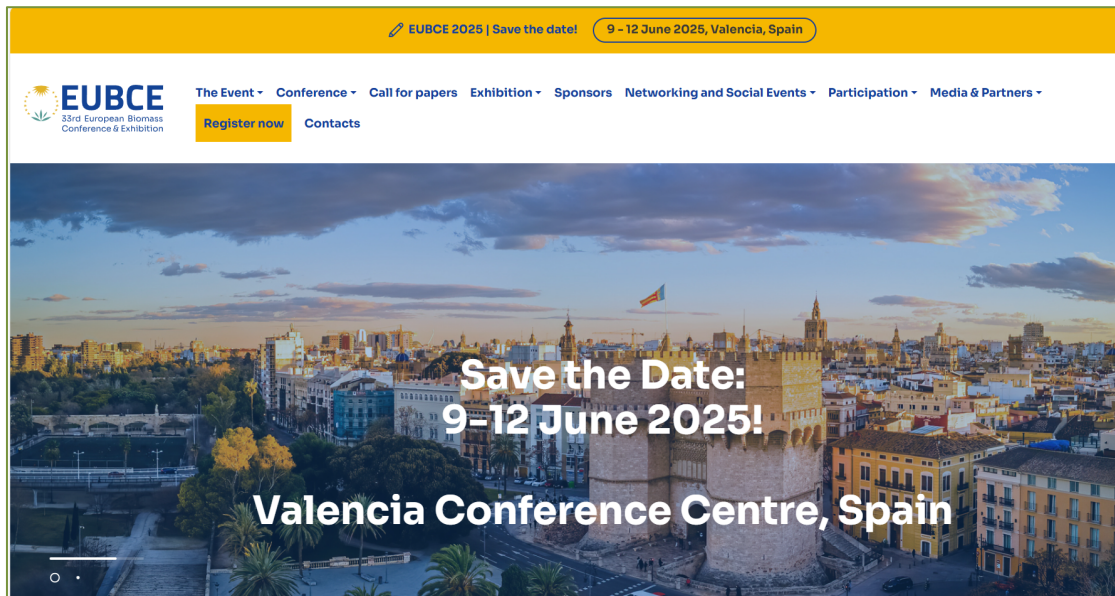 EUBCE 2025 | Save the date! 9 – 12 June 2025, Valencia, Spain
EUBCE
33rd European Biomass
Conference & Exhibition
The Event Conference Call for papers Exhibition Sponsors Networking and Social Events Participation Media & Partners
Register now Contacts
Save the Date:
9–12 June 2025!
Valencia Conference Centre, Spain